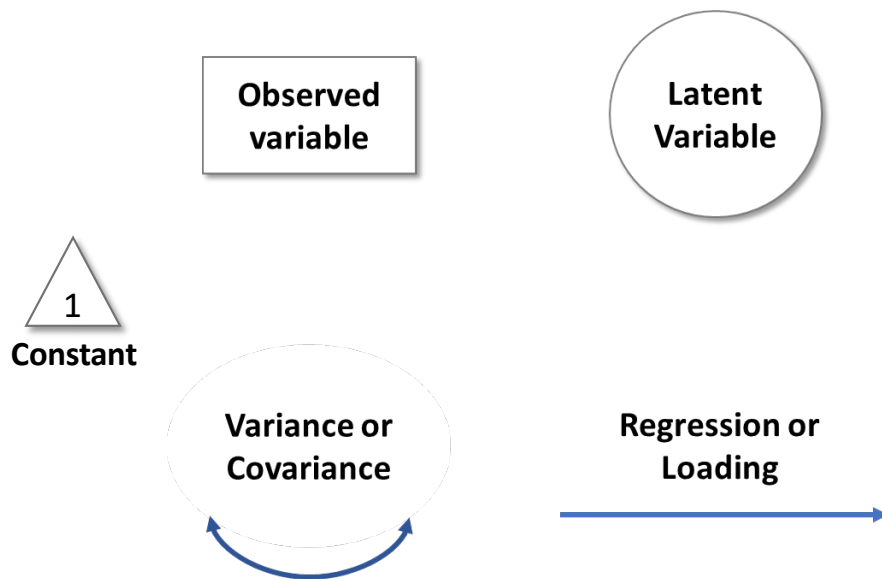 Observed
variable
Latent
Variable
1
Constant
Variance or
Covariance
Regression or
Loading